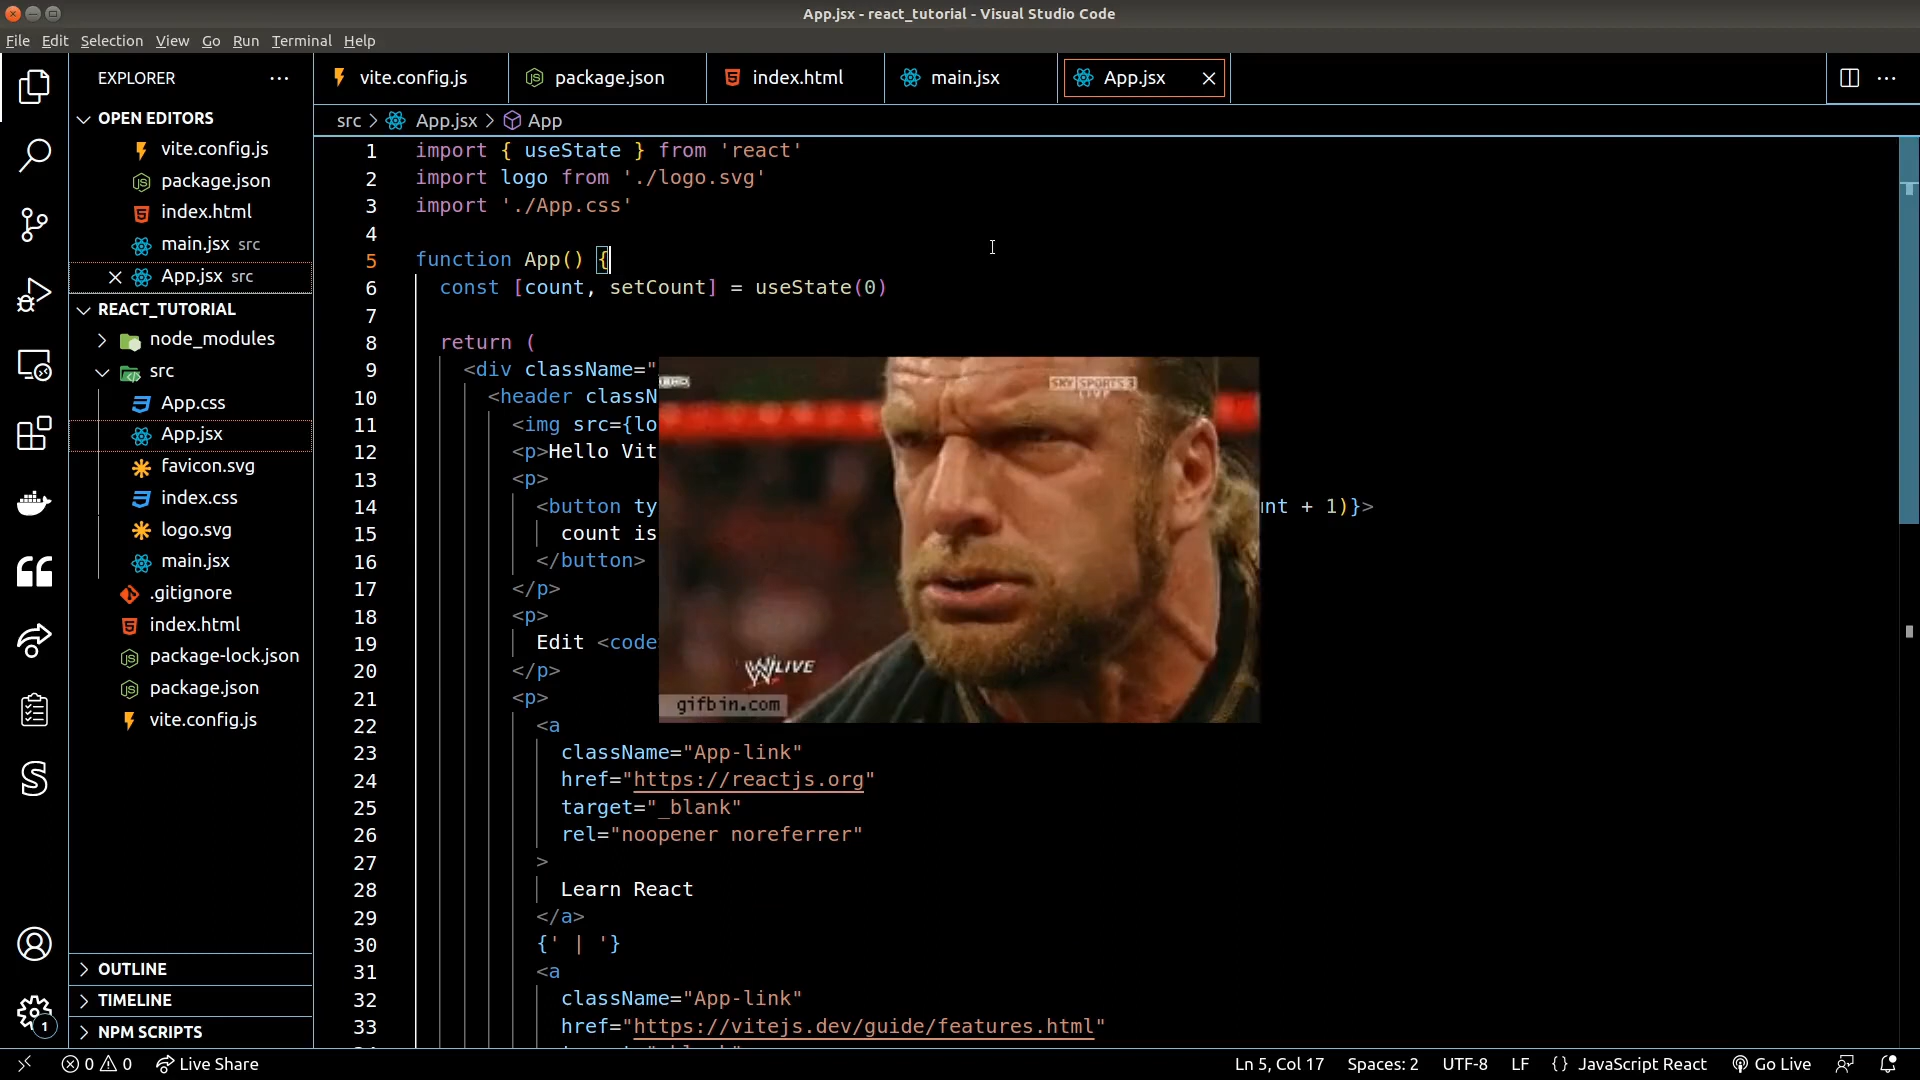 App.jsx - react_tutorial - Visual Studio Code
File Edit Selection View Go Run Terminal Help
EXPLORER
OPEN EDITORS
vite.config.js
package.json
index.html
main.jsx src
App.jsx src
REACT_TUTORIAL
node_modules
src
App.css
App.jsx
favicon.svg
index.css
logo.svg
main.jsx
.gitignore
index.html
package-lock.json
package.json
vite.config.js
OUTLINE
TIMELINE
NPM SCRIPTS
vite.config.js package.json index.html main.jsx App.jsx
src > App.jsx > App
1 import { useState } from 'react'
2 import logo from './logo.svg'
3 import './App.css'
4
5 function App() {
6 const [count, setCount] = useState(0)
7
8 return (
9 <div className="
10 <header classN
11 <img src={lo
12 <p>Hello Vit
13 <p>
14 <button ty nt + 1)}>
15 count is
16 </button>
17 </p>
18 <p>
19 Edit <code
20 </p>
21 <p>
22 <a
23 className="App-link"
24 href="https://reactjs.org"
25 target="_blank"
26 rel="noopener noreferrer"
27 >
28 Learn React
29 </a>
30 {' | '}
31 <a
32 className="App-link"
33 href="https://vitejs.dev/guide/features.html"
SKY SPORTS 3
LIVE
W LIVE
gifbin.com
1
0 0 Live Share Ln 5, Col 17 Spaces: 2 UTF-8 LF {} JavaScript React Go Live